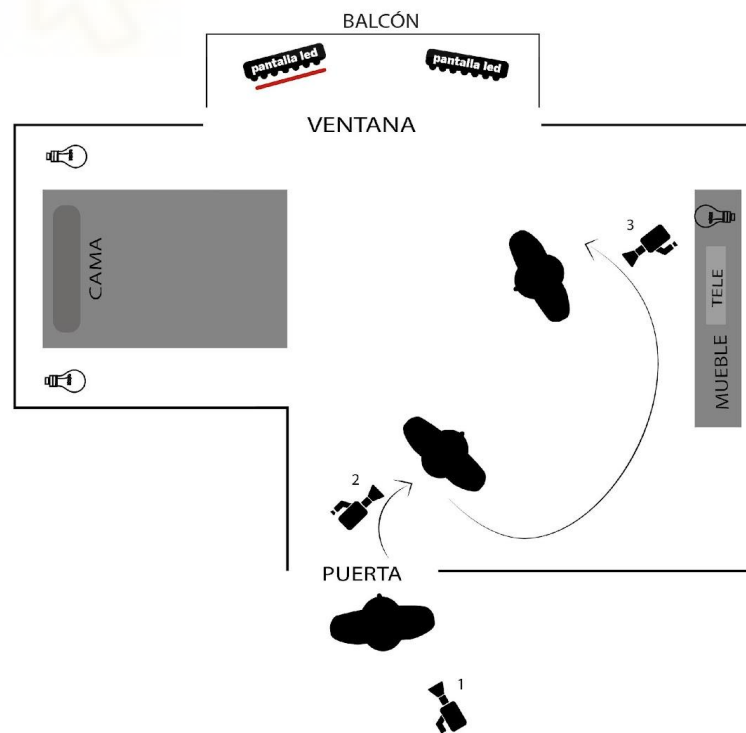 BALCÓN
pantalla led
pantalla led
VENTANA
CAMA
3
TELE
MUEBLE
2
PUERTA
1